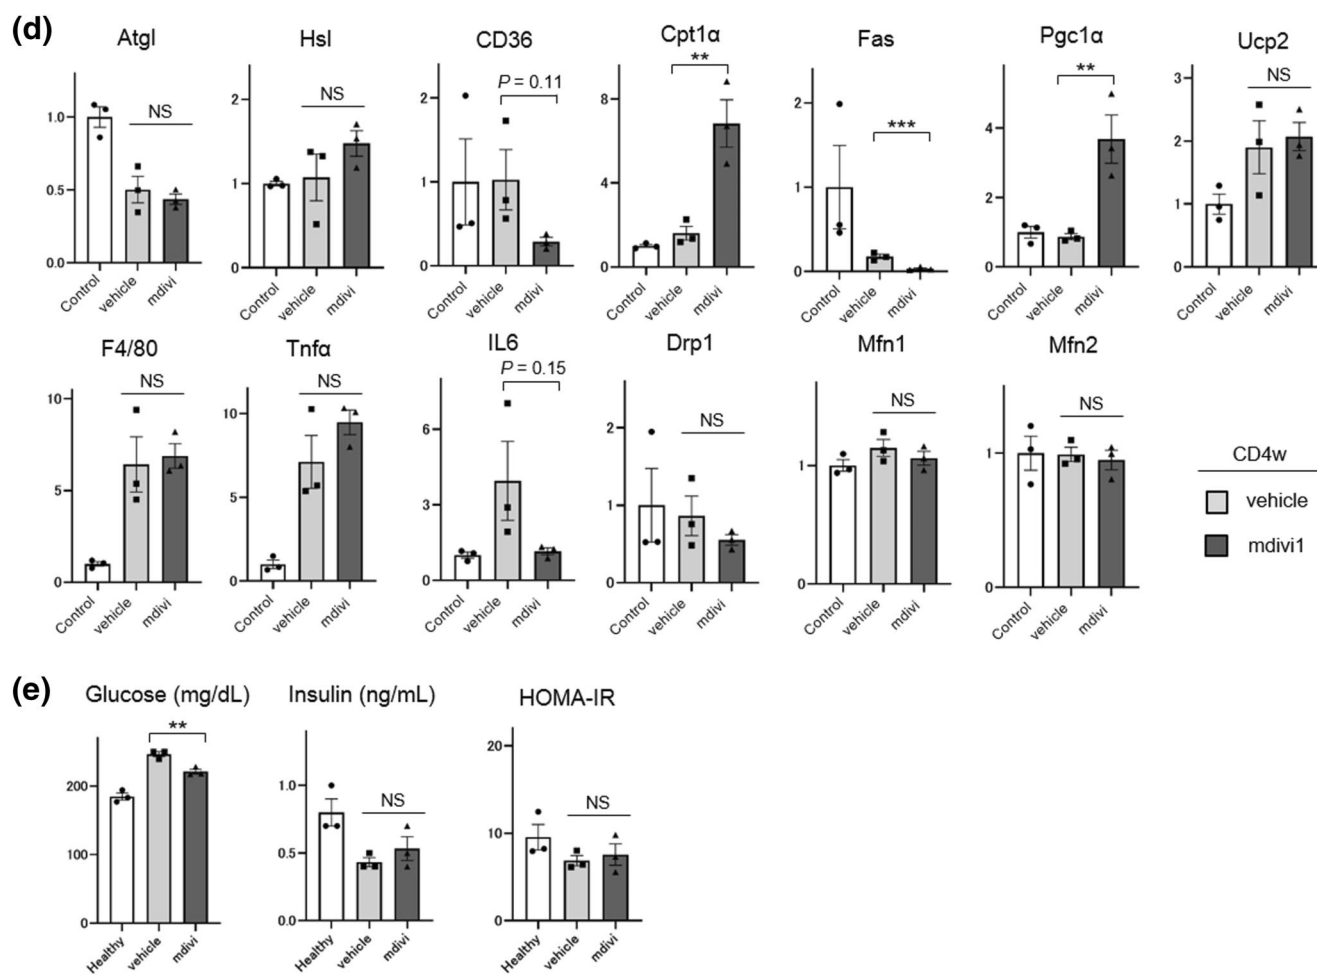 (d)
Atgl Hsl CD36 Cpt1α Fas Pgc1α Ucp2
NS NS P = 0.11 ** *** ** NS
1.0 0.5 0.0
2 1 0
2 1 0
8 4 0
2 1 0
4 2 0
3 2 1 0
Control vehicle mdivi Control vehicle mdivi Control vehicle mdivi Control vehicle mdivi Control vehicle mdivi Control vehicle mdivi Control vehicle mdivi
F4/80 Tnfα IL6 Drp1 Mfn1 Mfn2
NS NS P = 0.15 NS NS NS
10 5 0
10 5 0
6 3 0
2 1 0
1 0
1 0
Control vehicle mdivi Control vehicle mdivi Control vehicle mdivi Control vehicle mdivi Control vehicle mdivi Control vehicle mdivi
CD4w
vehicle
mdivi1
(e)
Glucose (mg/dL) Insulin (ng/mL) HOMA-IR
** NS NS
200 100 0
1.0 0.5 0.0
20 10 0
Healthy vehicle mdivi Healthy vehicle mdivi Healthy vehicle mdivi